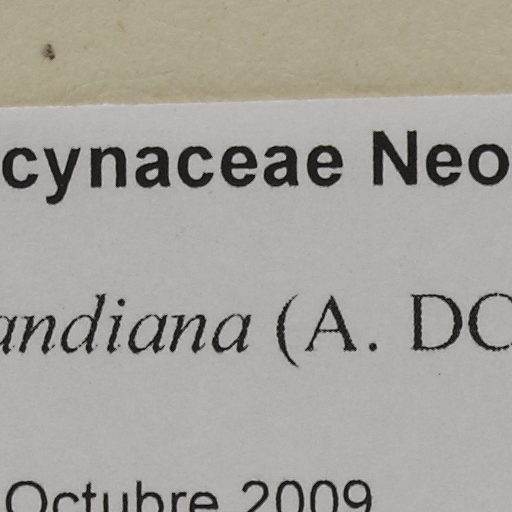 cynaceae Neo
andiana (A. DC
Octubre 2009